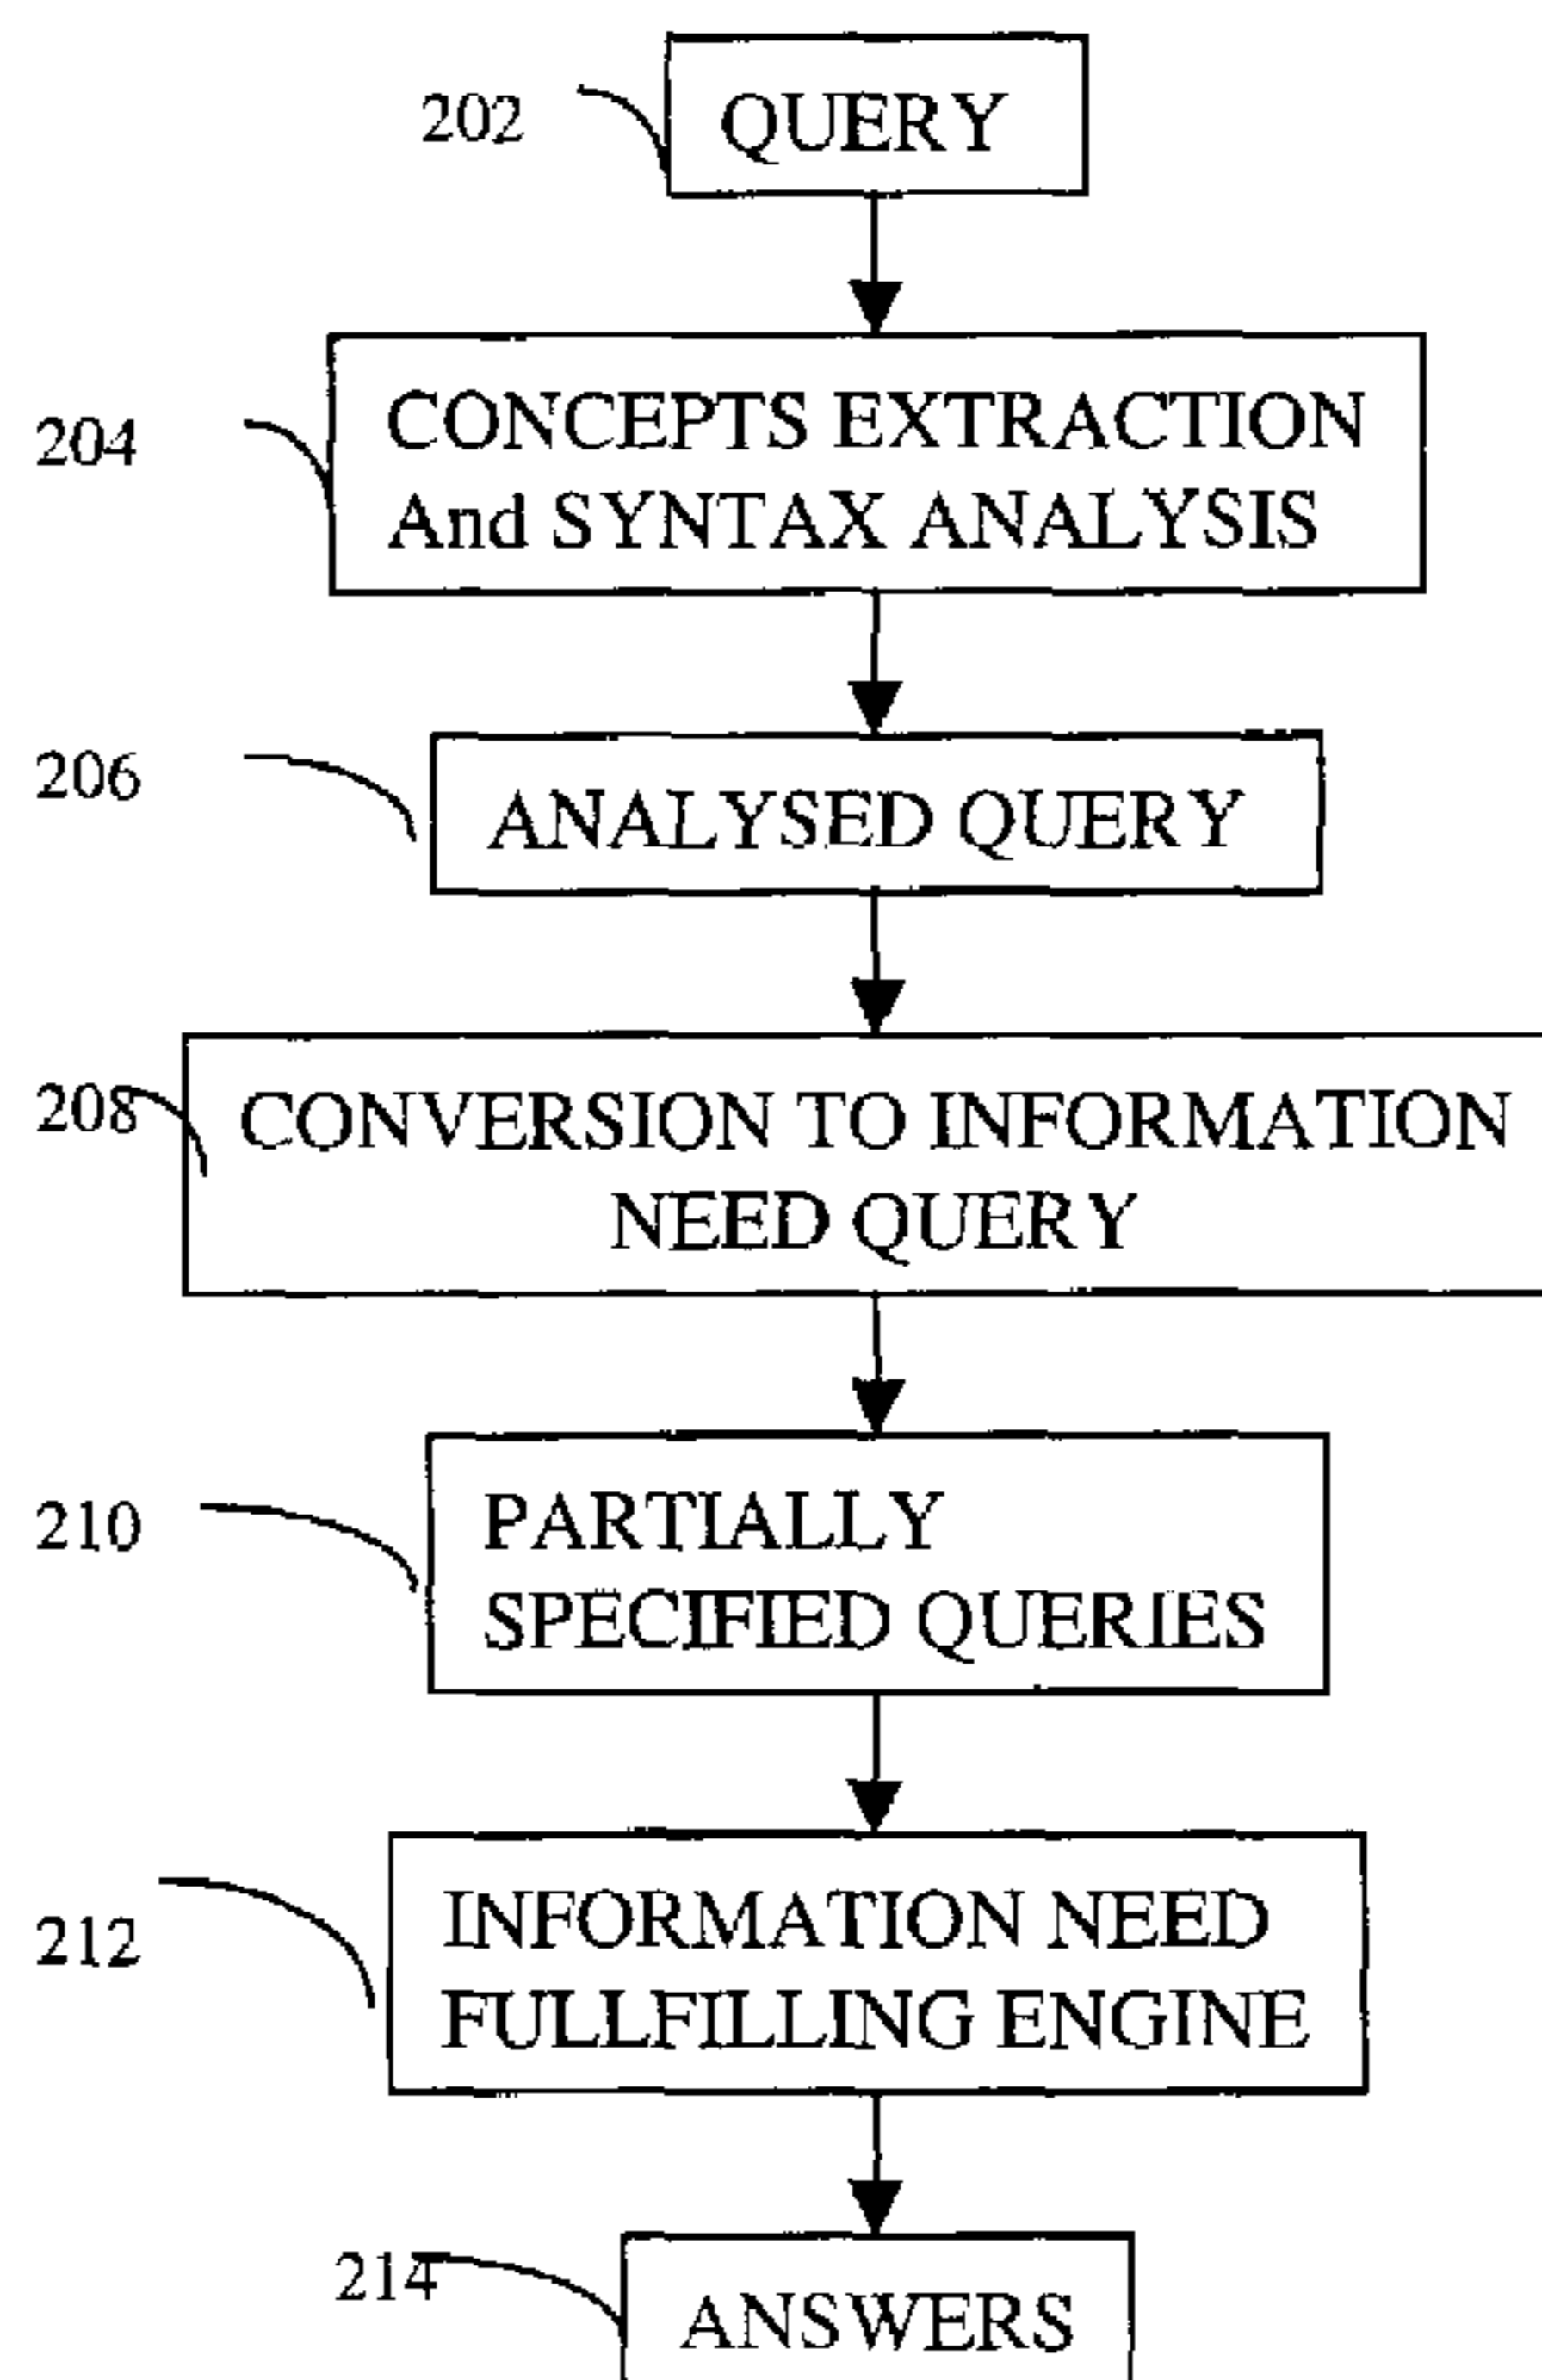 202
QUERY
204
CONCEPTS EXTRACTION
And SYNTAX ANALYSIS
206
ANALYSED QUERY
208
CONVERSION TO INFORMATION
NEED QUERY
210
PARTIALLY
SPECIFIED QUERIES
212
INFORMATION NEED
FULLFILLING ENGINE
214
ANSWERS